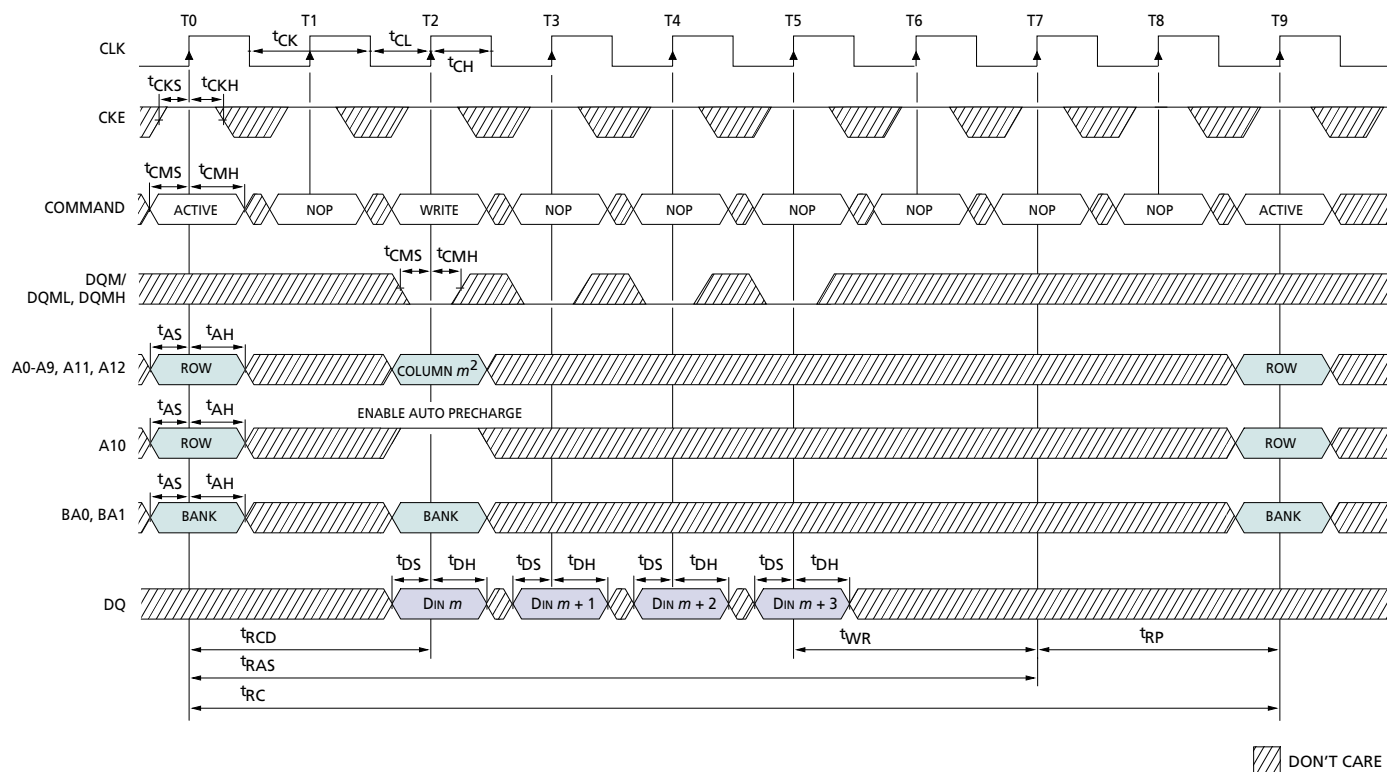 T0 T1 T2 T3 T4 T5 T6 T7 T8 T9
CLK
tCK tCL
tCH
tCKS tCKH
CKE
tCMS tCMH
COMMAND
ACTIVE NOP WRITE NOP NOP NOP NOP NOP NOP ACTIVE
tCMS tCMH
DQM/
DQML, DQMH
tAS tAH
A0-A9, A11, A12
ROW COLUMN m² ROW
tAS tAH
ENABLE AUTO PRECHARGE
A10
ROW ROW
tAS tAH
BA0, BA1
BANK BANK BANK
tDS tDH tDS tDH tDS tDH tDS tDH
DQ
DIN m DIN m + 1 DIN m + 2 DIN m + 3
tRCD tWR tRP
tRAS
tRC
DON'T CARE